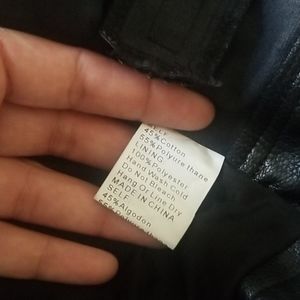 SELF
45%Cotton
55%Polyurethane
LINING
100%Polyester
Hand Wash Cold
Do Not Bleach
Hang Or Line Dry
MADE IN CHINA
SELF
45%Algodon